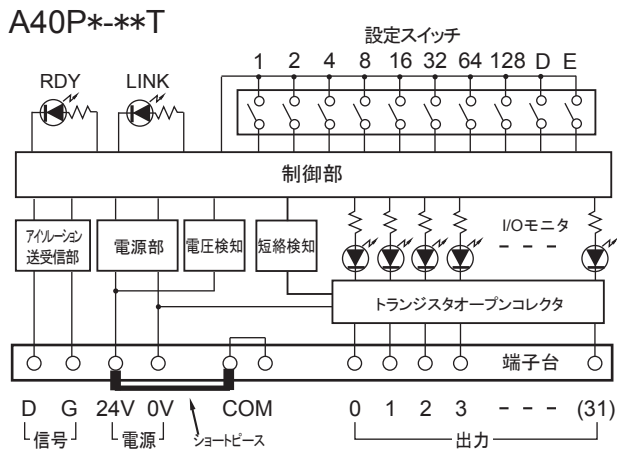 A40P*-**T
設定スイッチ
1 2 4 8 16 32 64 128 D E
RDY LINK
制御部
アイソレーション
送受信部
電源部
電圧検知
短絡検知
I/Oモニタ
トランジスタオープンコレクタ
端子台
D G 24V 0V COM 0 1 2 3 - - - (31)
信号 電源 ショートピース 出力